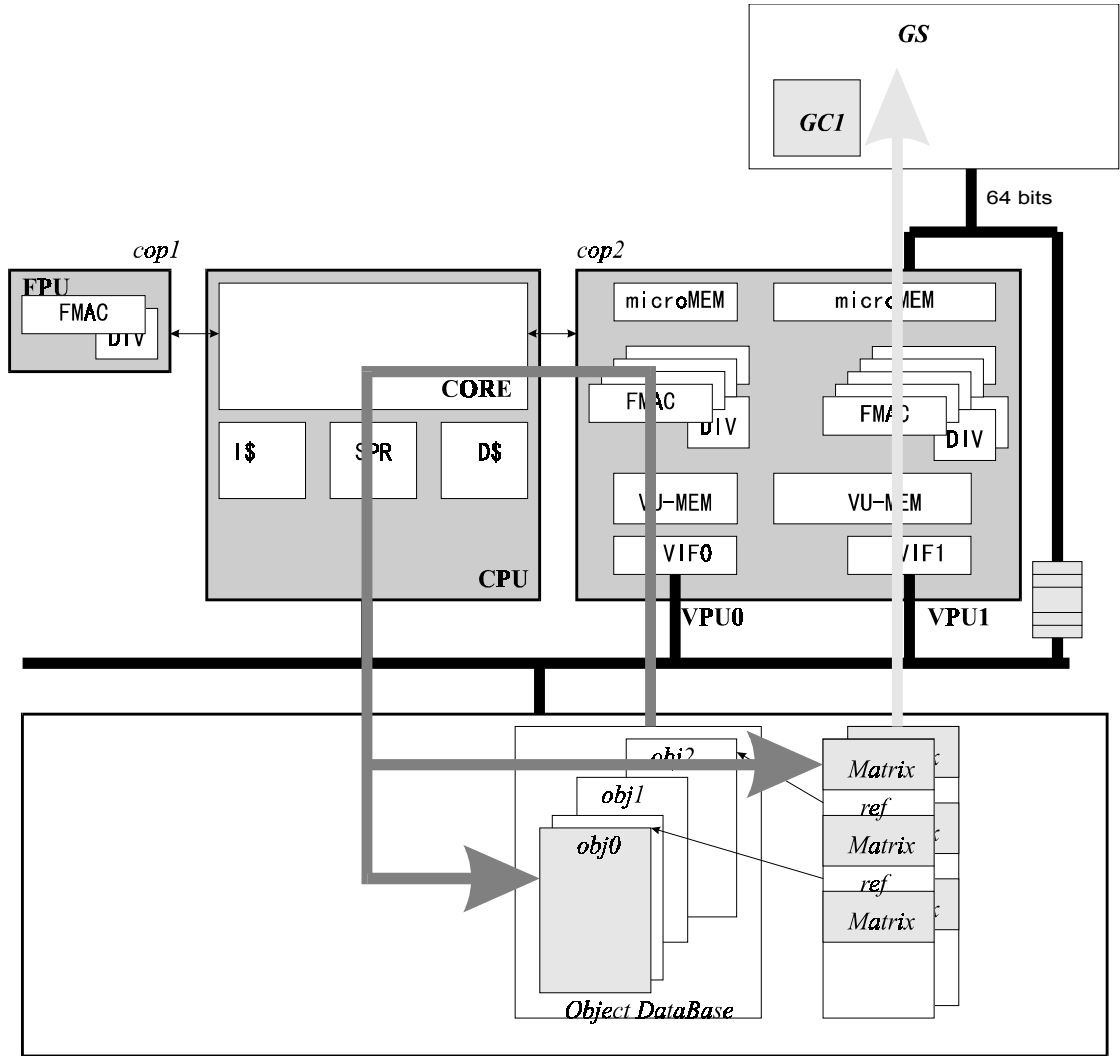 GS
GC1
64 bits
cop1
cop2
FPU
FMAC
DIV
CORE
I$
SPR
D$
CPU
microMEM
microMEM
FMAC
DIV
FMAC
DIV
VU-MEM
VU-MEM
VIF0
VIF1
VPU0
VPU1
obj2
obj1
obj0
Object DataBase
Matrix
ref
Matrix
ref
Matrix